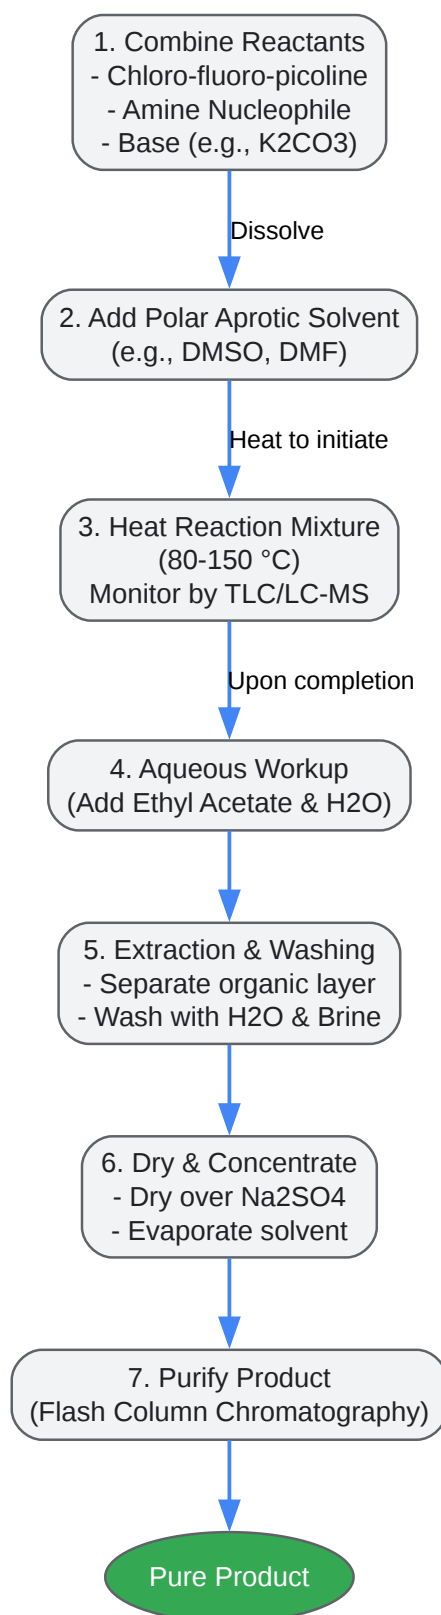 1. Combine Reactants
- Chloro-fluoro-picoline
- Amine Nucleophile
- Base (e.g., K2CO3)
Dissolve
2. Add Polar Aprotic Solvent
(e.g., DMSO, DMF)
Heat to initiate
3. Heat Reaction Mixture
(80-150 °C)
Monitor by TLC/LC-MS
Upon completion
4. Aqueous Workup
(Add Ethyl Acetate & H2O)
5. Extraction & Washing
- Separate organic layer
- Wash with H2O & Brine
6. Dry & Concentrate
- Dry over Na2SO4
- Evaporate solvent
7. Purify Product
(Flash Column Chromatography)
Pure Product